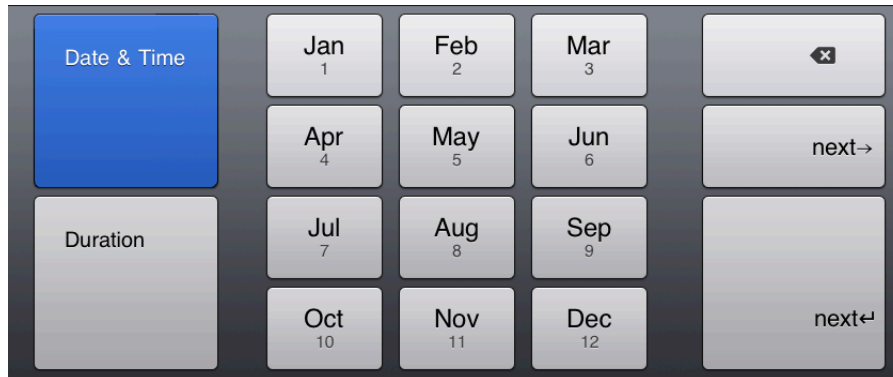 Date & Time
Jan
1
Feb
2
Mar
3
Apr
4
May
5
Jun
6
next→
Duration
Jul
7
Aug
8
Sep
9
Oct
10
Nov
11
Dec
12
next↵